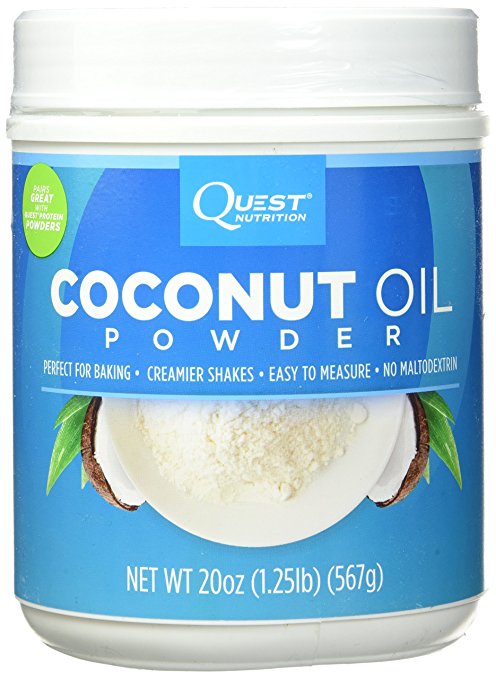 PAIRS
GREAT
WITH
QUEST PROTEIN
POWDERS
QUEST®
NUTRITION
COCONUT OIL
POWDER
PERFECT FOR BAKING • CREAMIER SHAKES • EASY TO MEASURE • NO MALTODEXTRIN
NET WT 20oz (1.25lb) (567g)